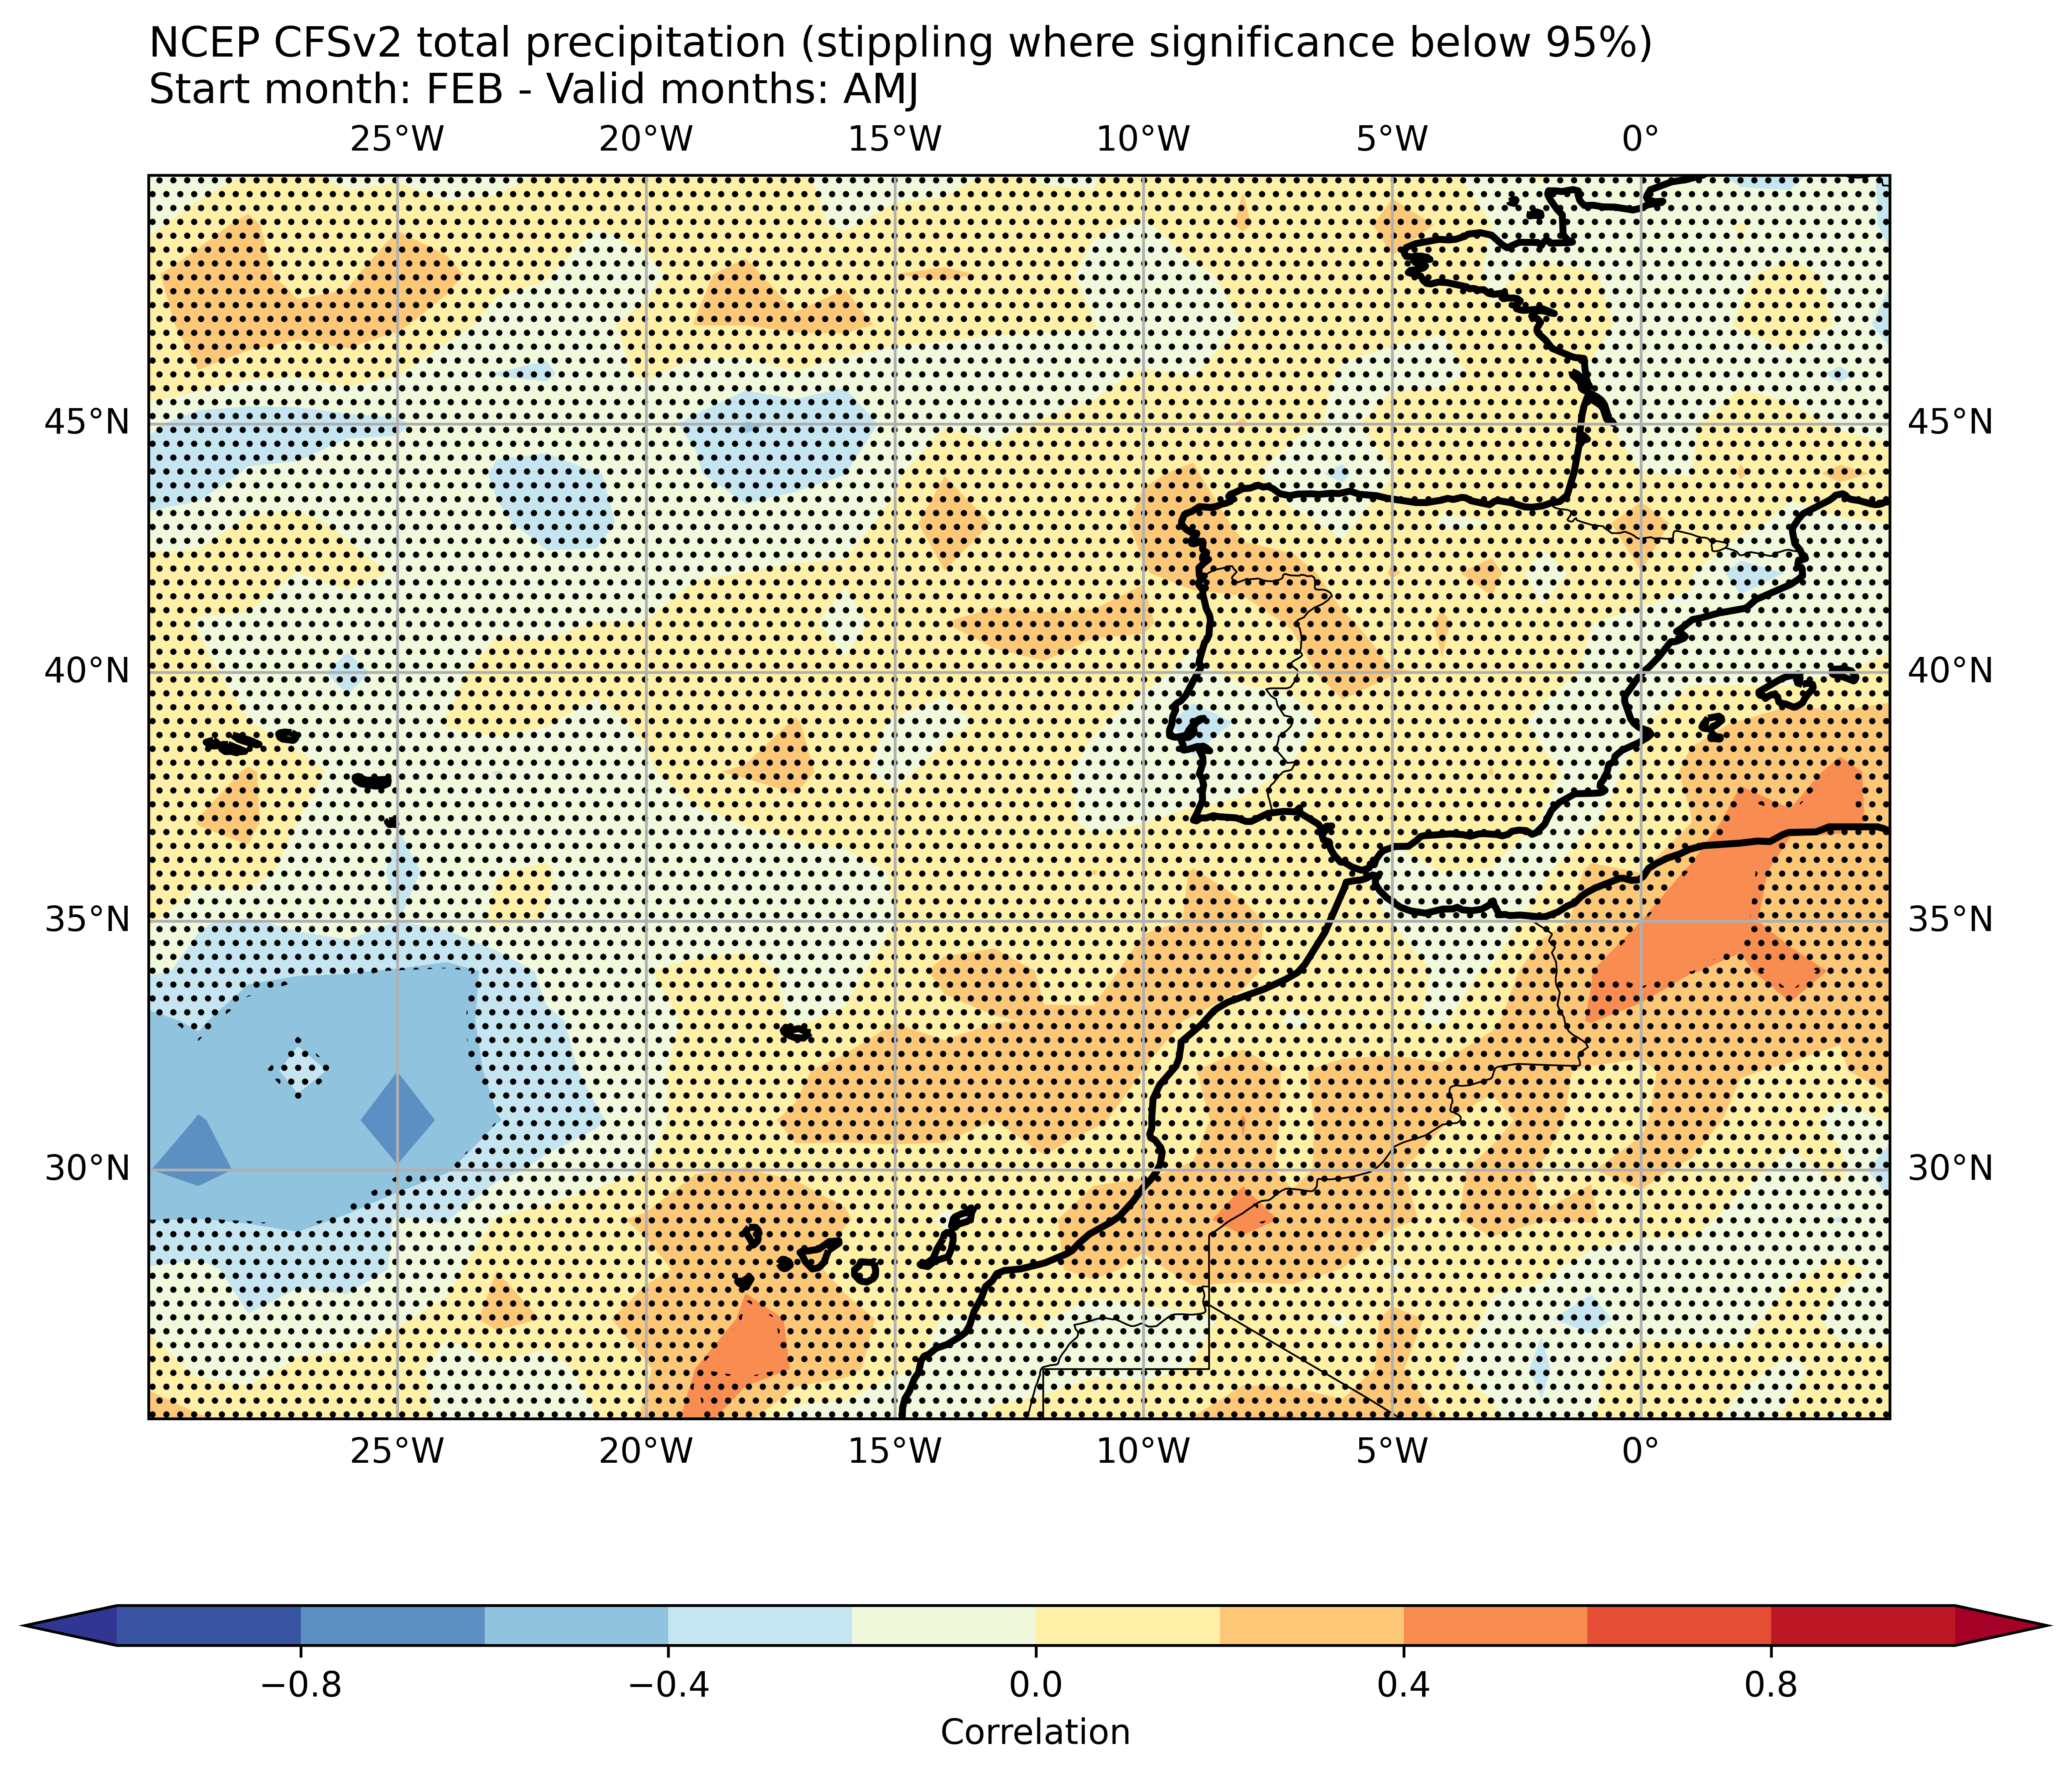 NCEP CFSv2 total precipitation (stippling where significance below 95%)
Start month: FEB - Valid months: AMJ
25°W 20°W 15°W 10°W 5°W 0°
45°N 45°N
40°N 40°N
35°N 35°N
30°N 30°N
25°W 20°W 15°W 10°W 5°W 0°
−0.8 −0.4 0.0 0.4 0.8
Correlation